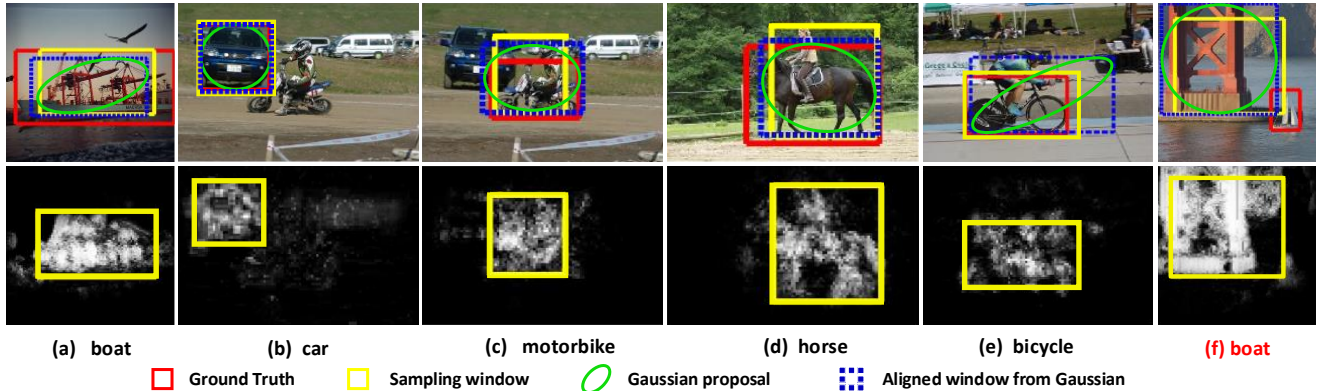 (a) boat (b) car (c) motorbike (d) horse (e) bicycle (f) boat
Ground Truth Sampling window Gaussian proposal Aligned window from Gaussian